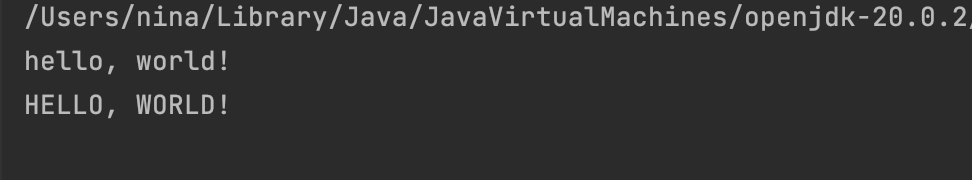 /Users/nina/Library/Java/JavaVirtualMachines/openjdk-20.0.2/
hello, world!
HELLO, WORLD!